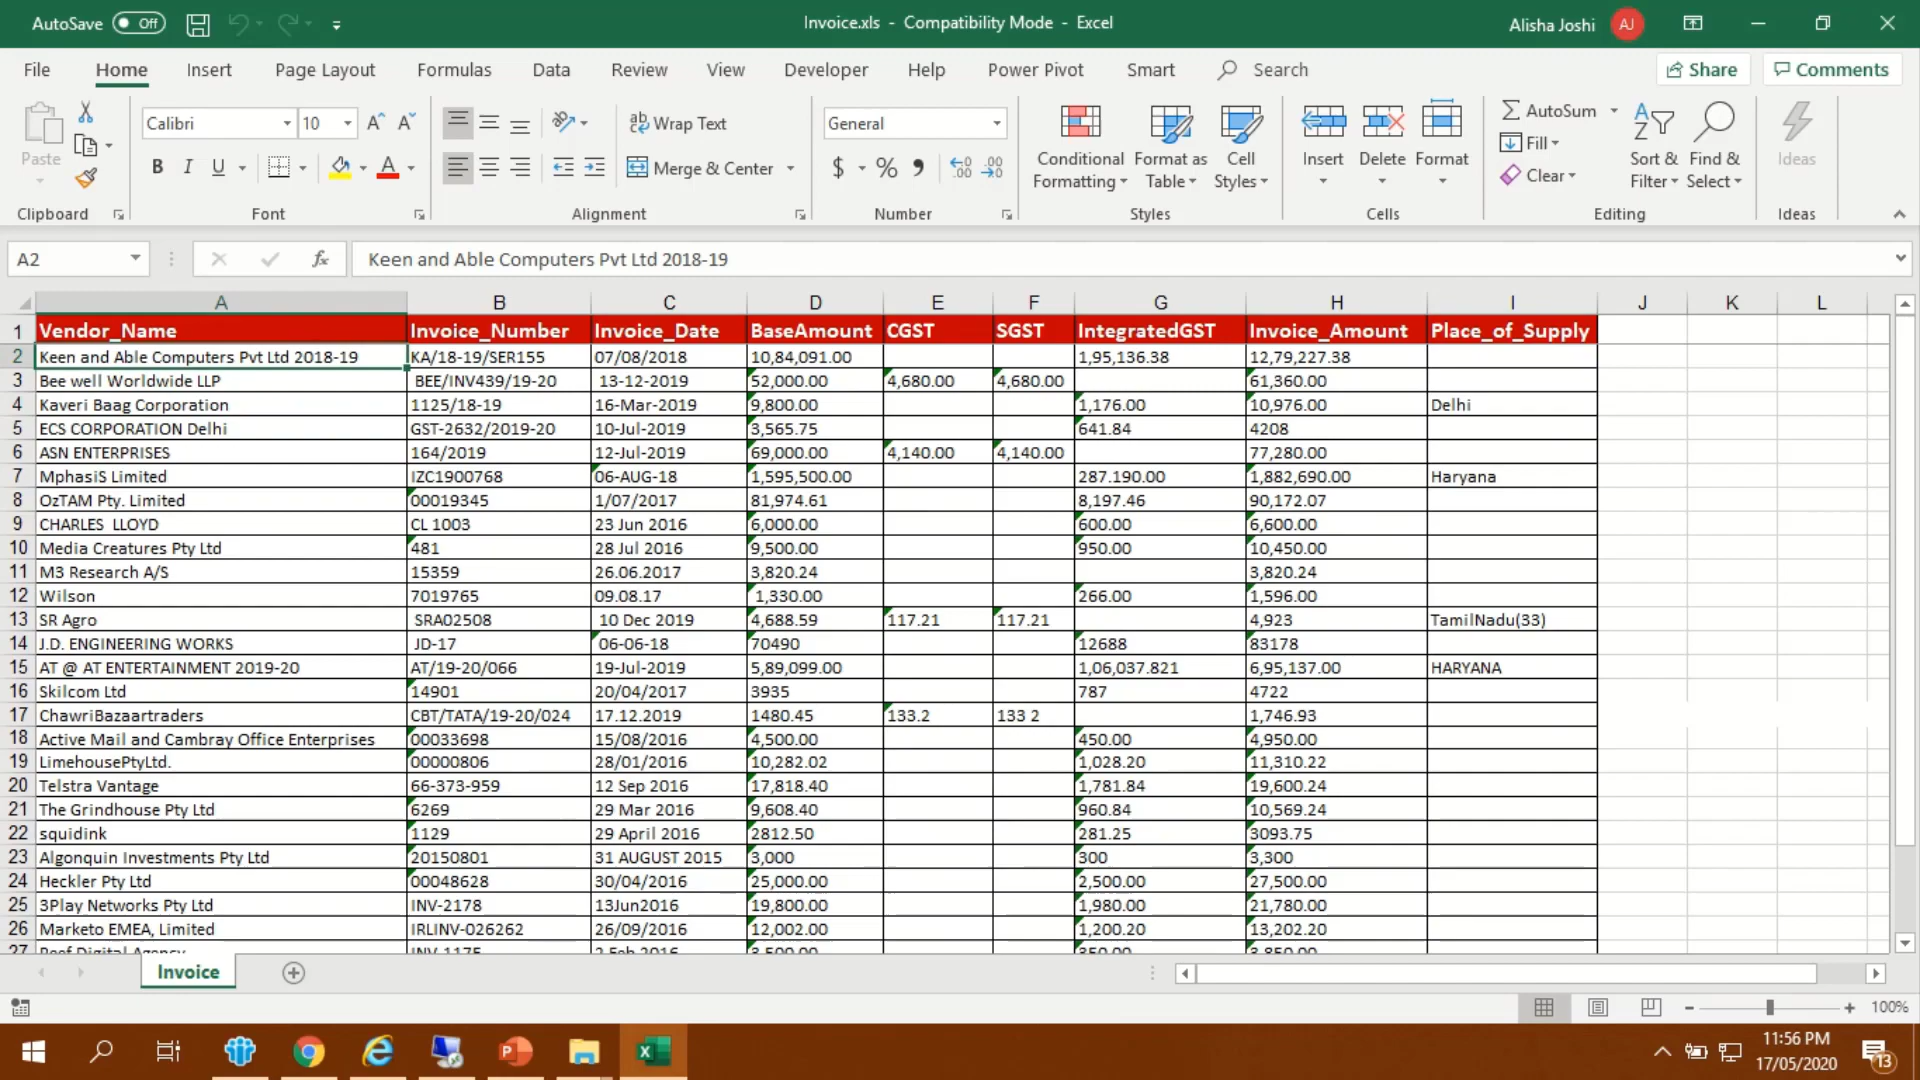 AutoSave Off Invoice.xls - Compatibility Mode - Excel Alisha Joshi AJ
File Home Insert Page Layout Formulas Data Review View Developer Help Power Pivot Smart Search Share Comments
Paste Calibri 10 Wrap Text General Conditional Formatting Format as Table Cell Styles Insert Delete Format AutoSum Sort & Filter Find & Select Ideas
B I U Merge & Center $ % Fill
Clear
Clipboard Font Alignment Number Styles Cells Editing Ideas
A2 fx Keen and Able Computers Pvt Ltd 2018-19
A B C D E F G H I J K L
1 Vendor_Name Invoice_Number Invoice_Date BaseAmount CGST SGST IntegratedGST Invoice_Amount Place_of_Supply
2 Keen and Able Computers Pvt Ltd 2018-19 KA/18-19/SER155 07/08/2018 10,84,091.00 1,95,136.38 12,79,227.38
3 Bee well Worldwide LLP BEE/INV439/19-20 13-12-2019 52,000.00 4,680.00 4,680.00 61,360.00
4 Kaveri Baag Corporation 1125/18-19 16-Mar-2019 9,800.00 1,176.00 10,976.00 Delhi
5 ECS CORPORATION Delhi GST-2632/2019-20 10-Jul-2019 3,565.75 641.84 4208
6 ASN ENTERPRISES 164/2019 12-Jul-2019 69,000.00 4,140.00 4,140.00 77,280.00
7 MphasiS Limited IZC1900768 06-AUG-18 1,595,500.00 287.190.00 1,882,690.00 Haryana
8 OzTAM Pty. Limited 00019345 1/07/2017 81,974.61 8,197.46 90,172.07
9 CHARLES LLOYD CL 1003 23 Jun 2016 6,000.00 600.00 6,600.00
10 Media Creatures Pty Ltd 481 28 Jul 2016 9,500.00 950.00 10,450.00
11 M3 Research A/S 15359 26.06.2017 3,820.24 3,820.24
12 Wilson 7019765 09.08.17 1,330.00 266.00 1,596.00
13 SR Agro SRA02508 10 Dec 2019 4,688.59 117.21 117.21 4,923 TamilNadu(33)
14 J.D. ENGINEERING WORKS JD-17 06-06-18 70490 12688 83178
15 AT @ AT ENTERTAINMENT 2019-20 AT/19-20/066 19-Jul-2019 5,89,099.00 1,06,037.821 6,95,137.00 HARYANA
16 Skilcom Ltd 14901 20/04/2017 3935 787 4722
17 ChawriBazaartraders CBT/TATA/19-20/024 17.12.2019 1480.45 133.2 133 2 1,746.93
18 Active Mail and Cambray Office Enterprises 00033698 15/08/2016 4,500.00 450.00 4,950.00
19 LimehousePtyLtd. 00000806 28/01/2016 10,282.02 1,028.20 11,310.22
20 Telstra Vantage 66-373-959 12 Sep 2016 17,818.40 1,781.84 19,600.24
21 The Grindhouse Pty Ltd 6269 29 Mar 2016 9,608.40 960.84 10,569.24
22 squidink 1129 29 April 2016 2812.50 281.25 3093.75
23 Algonquin Investments Pty Ltd 20150801 31 AUGUST 2015 3,000 300 3,300
24 Heckler Pty Ltd 00048628 30/04/2016 25,000.00 2,500.00 27,500.00
25 3Play Networks Pty Ltd INV-2178 13Jun2016 19,800.00 1,980.00 21,780.00
26 Marketo EMEA, Limited IRLINV-026262 26/09/2016 12,002.00 1,200.20 13,202.20
27
Invoice
100%
11:56 PM
17/05/2020 13